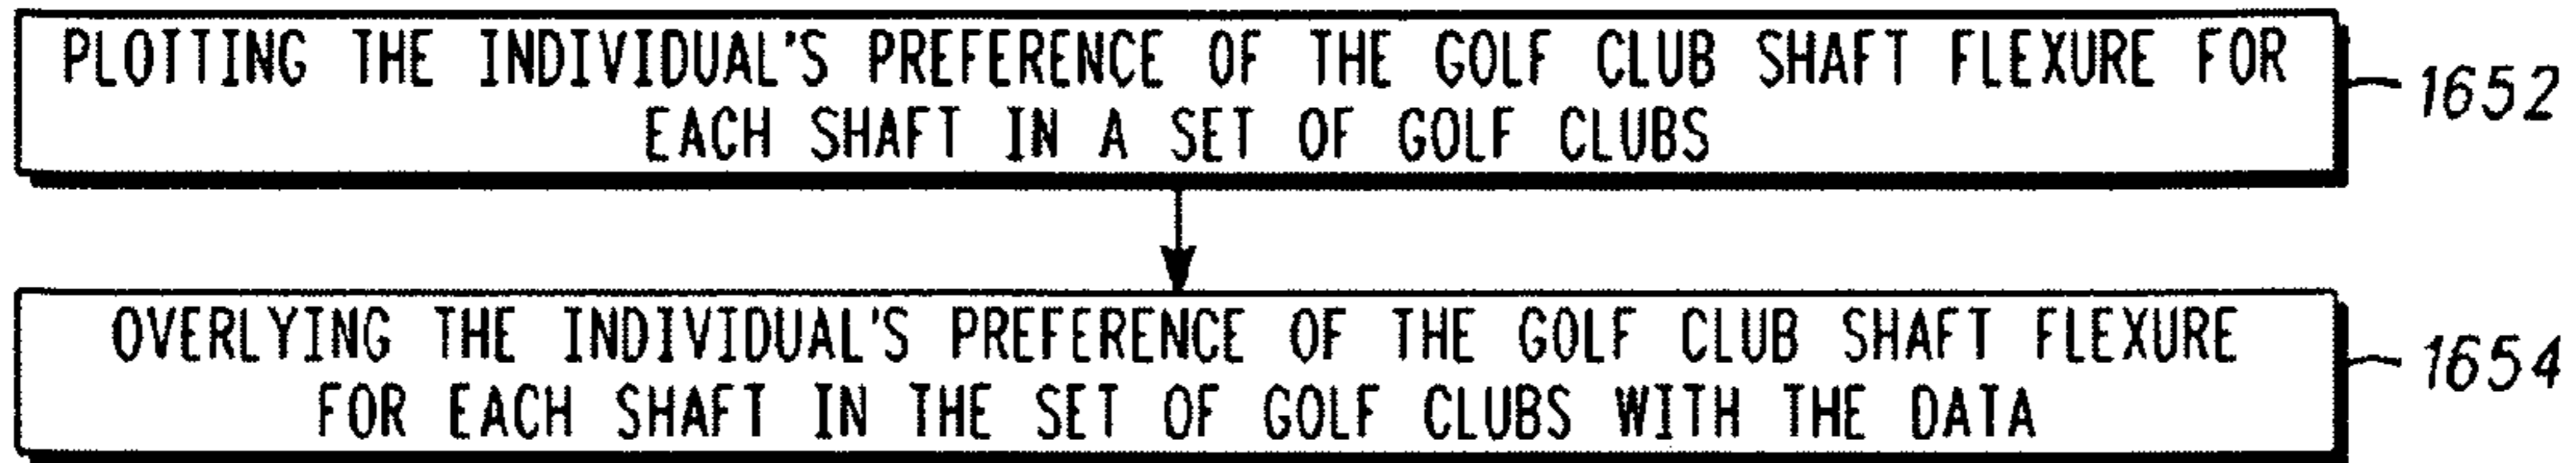 PLOTTING THE INDIVIDUAL'S PREFERENCE OF THE GOLF CLUB SHAFT FLEXURE FOR
EACH SHAFT IN A SET OF GOLF CLUBS
1652
OVERLYING THE INDIVIDUAL'S PREFERENCE OF THE GOLF CLUB SHAFT FLEXURE
FOR EACH SHAFT IN THE SET OF GOLF CLUBS WITH THE DATA
1654